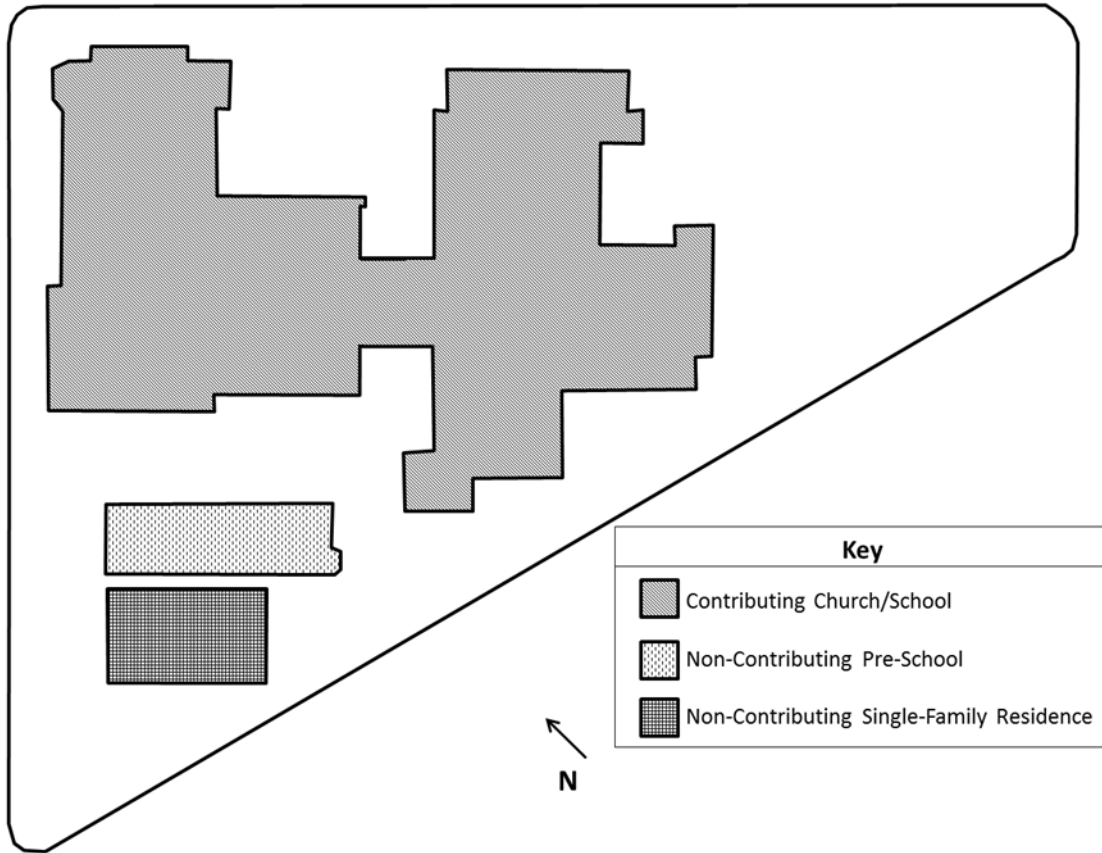 Key
Contributing Church/School
Non-Contributing Pre-School
Non-Contributing Single-Family Residence
N